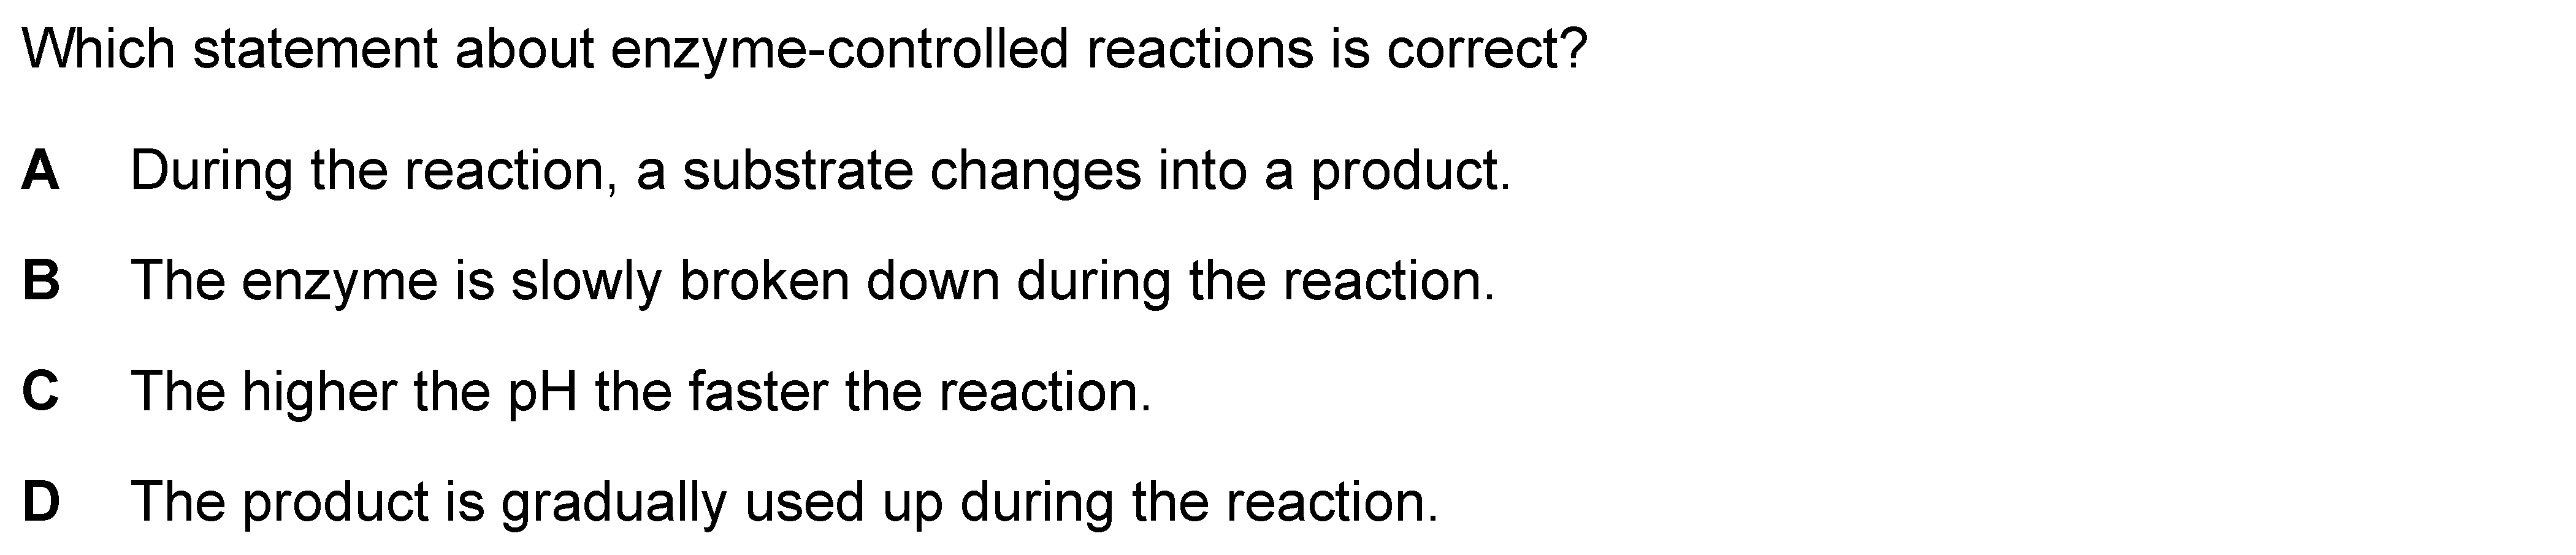 Which statement about enzyme-controlled reactions is correct?
A During the reaction, a substrate changes into a product.
B The enzyme is slowly broken down during the reaction.
C The higher the pH the faster the reaction.
D The product is gradually used up during the reaction.